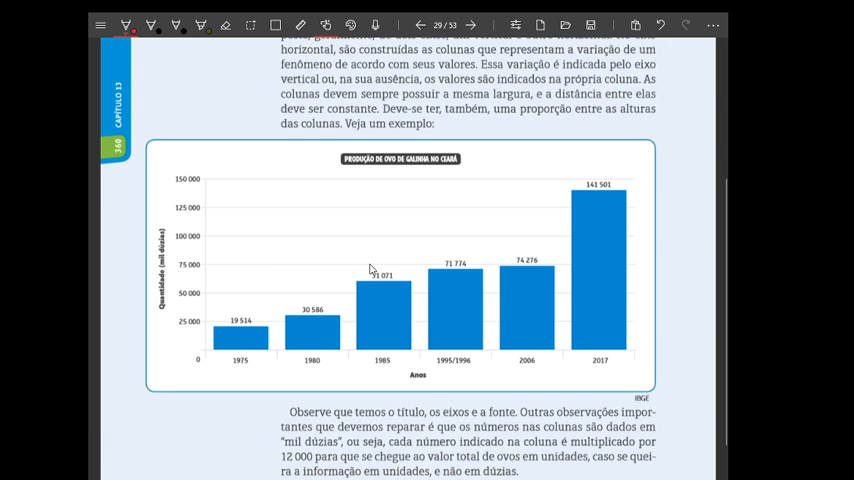 29 / 53
horizontal, são construídas as colunas que representam a variação de um
fenômeno de acordo com seus valores. Essa variação é indicada pelo eixo
vertical ou, na sua ausência, os valores são indicados na própria coluna. As
colunas devem sempre possuir a mesma largura, e a distância entre elas
deve ser constante. Deve-se ter, também, uma proporção entre as alturas
das colunas. Veja um exemplo:
CAPÍTULO 13
360
PRODUÇÃO DE OVO DE GALINHA NO CEARÁ
Quantidade (mil dúzias)
150 000
125 000
100 000
75 000
50 000
25 000
0
19 514
30 586
71 774
74 276
141 501
1975
1980
1985
1995/1996
2006
2017
Anos
IBGE
Observe que temos o título, os eixos e a fonte. Outras observações impor-
tantes que devemos reparar é que os números nas colunas são dados em
“mil dúzias”, ou seja, cada número indicado na coluna é multiplicado por
12 000 para que se chegue ao valor total de ovos em unidades, caso se quei-
ra a informação em unidades, e não em dúzias.